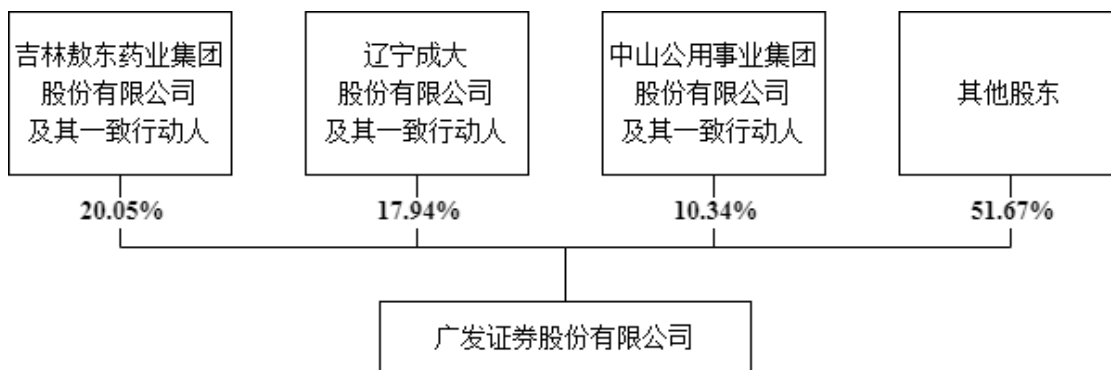 吉林敖东药业集团
股份有限公司
及其一致行动人
辽宁成大
股份有限公司
及其一致行动人
中山公用事业集团
股份有限公司
及其一致行动人
其他股东
20.05%
17.94%
10.34%
51.67%
广发证券股份有限公司